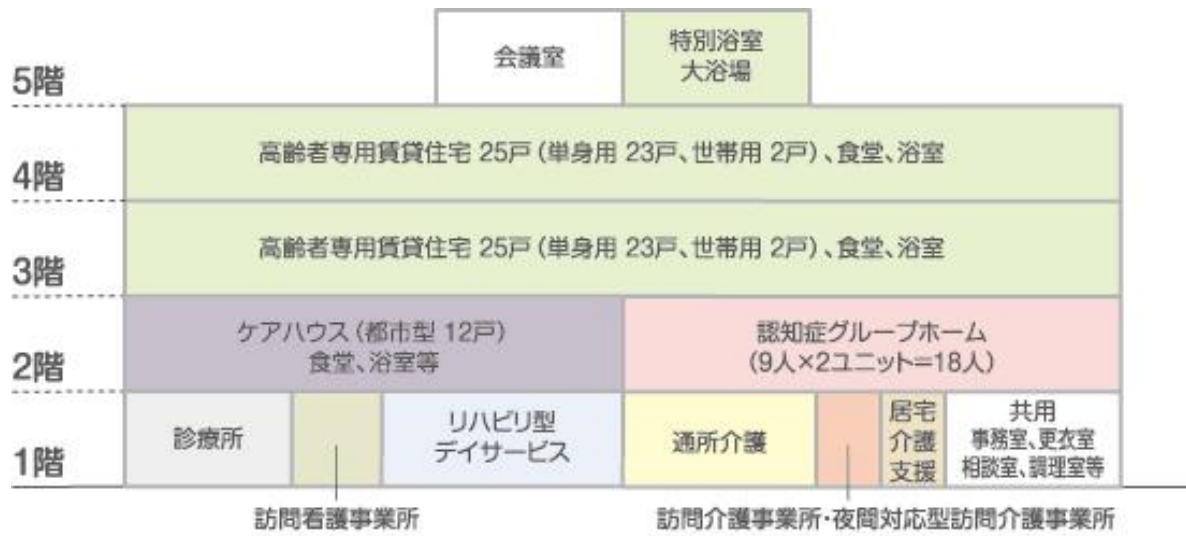 会議室
特別浴室
大浴場
5階
高齢者専用賃貸住宅 25戸(単身用 23戸、世帯用 2戸)、食堂、浴室
4階
高齢者専用賃貸住宅 25戸(単身用 23戸、世帯用 2戸)、食堂、浴室
3階
ケアハウス(都市型 12戸)
食堂、浴室等
認知症グループホーム
(9人×2ユニット=18人)
2階
診療所
リハビリ型
デイサービス
通所介護
居宅
介護
支援
共用
事務室、更衣室
相談室、調理室等
1階
訪問看護事業所
訪問介護事業所・夜間対応型訪問介護事業所